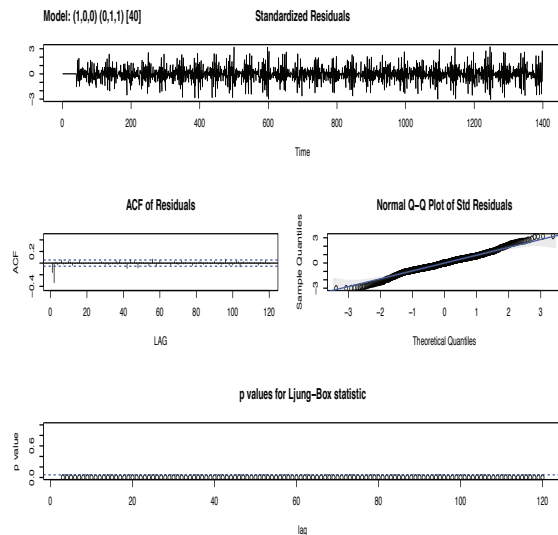 Model: (1,0,0) (0,1,1) [40]
Standardized Residuals
3
0
−3
0 200 400 600 800 1000 1200 1400
Time
ACF of Residuals
ACF
0.2
−0.4
0 20 40 60 80 100 120
LAG
Normal Q−Q Plot of Std Residuals
Sample Quantiles
3
0
−3
−3 −2 −1 0 1 2 3
Theoretical Quantiles
p values for Ljung−Box statistic
p value
0.6
0.0
0 20 40 60 80 100 120
lag